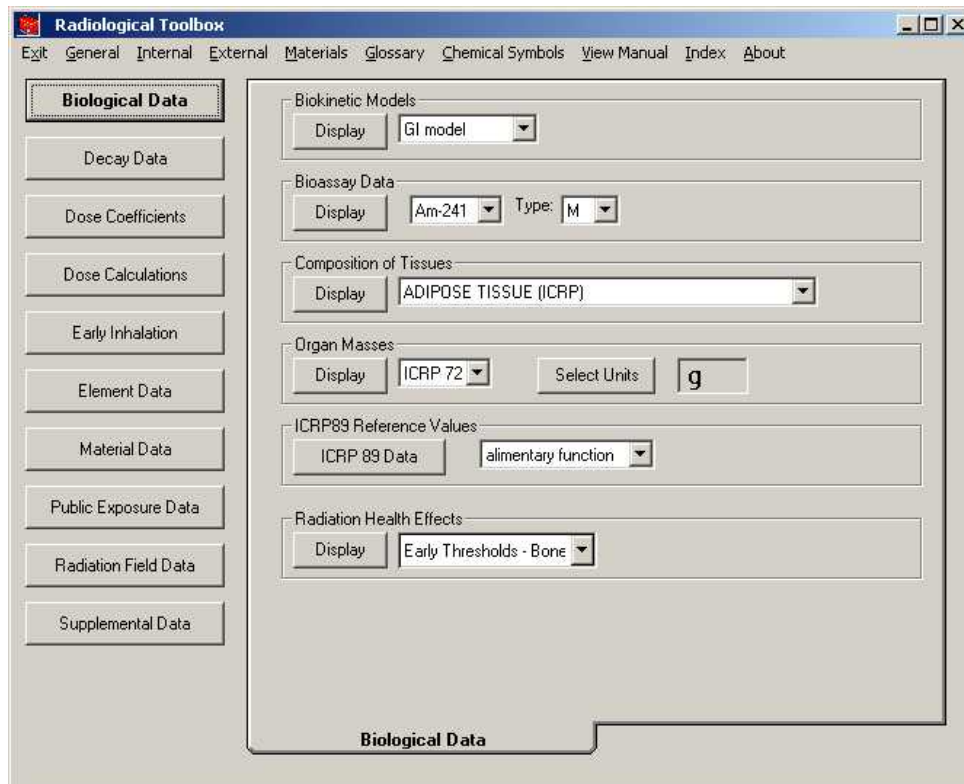 Radiological Toolbox
Exit General Internal External Materials Glossary Chemical Symbols View Manual Index About
Biological Data
Decay Data
Dose Coefficients
Dose Calculations
Early Inhalation
Element Data
Material Data
Public Exposure Data
Radiation Field Data
Supplemental Data
Biokinetic Models
Display GI model
Bioassay Data
Display Am-241 Type: M
Composition of Tissues
Display ADIPOSE TISSUE (ICRP)
Organ Masses
Display ICRP 72 Select Units g
ICRP89 Reference Values
ICRP 89 Data alimentary function
Radiation Health Effects
Display Early Thresholds - Bone
Biological Data